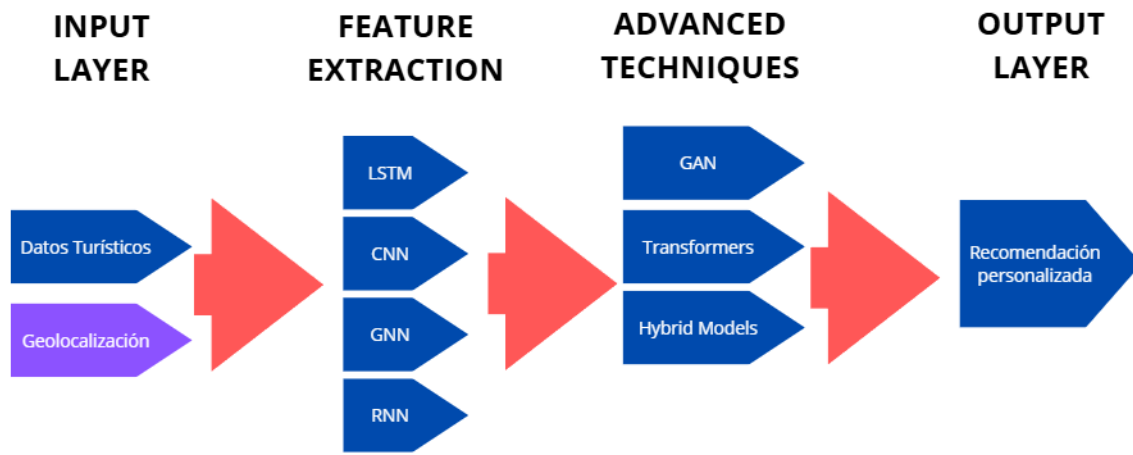 INPUT
LAYER
FEATURE
EXTRACTION
ADVANCED
TECHNIQUES
OUTPUT
LAYER
Datos Turísticos
Geolocalización
LSTM
CNN
GNN
RNN
GAN
Transformers
Hybrid Models
Recomendación
personalizada